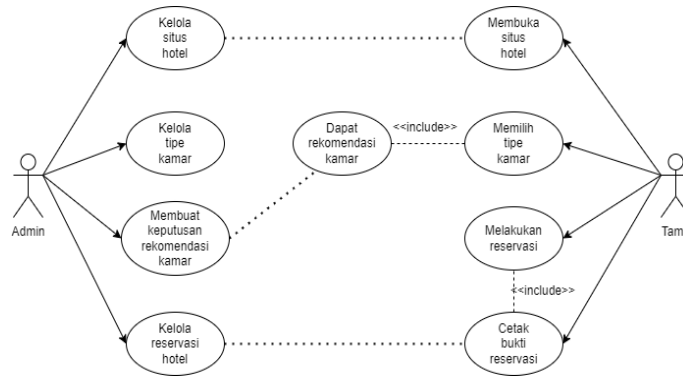 Kelola
situs
hotel
Membuka
situs
hotel
Kelola
tipe
kamar
Dapat
rekomendasi
kamar
<<include>>
Memilih
tipe
kamar
Admin
Membuat
keputusan
rekomendasi
kamar
Melakukan
reservasi
Tam
<<include>>
Kelola
reservasi
hotel
Cetak
bukti
reservasi